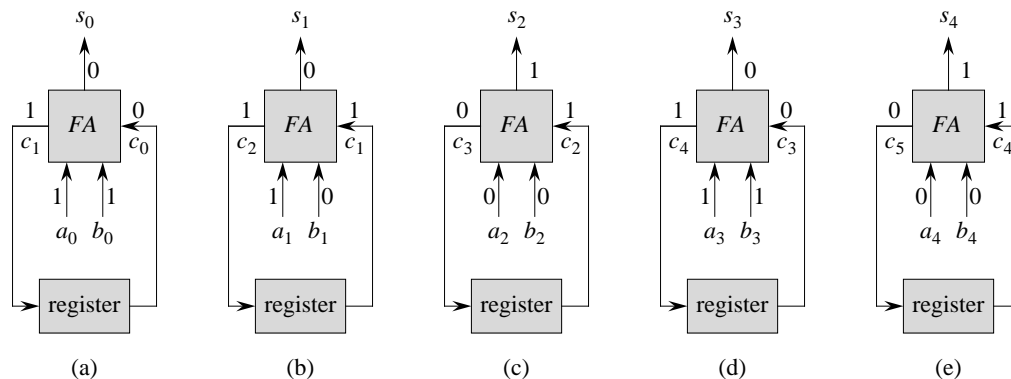 s0 s1 s2 s3 s4
0 0 1 0 1
1 0 1 1 0 1 1 0 0 1
FA FA FA FA FA
c1 c0 c2 c1 c3 c2 c4 c3 c5 c4
1 1 1 0 0 0 1 1 0 0
a0 b0 a1 b1 a2 b2 a3 b3 a4 b4
register register register register register
(a) (b) (c) (d) (e)